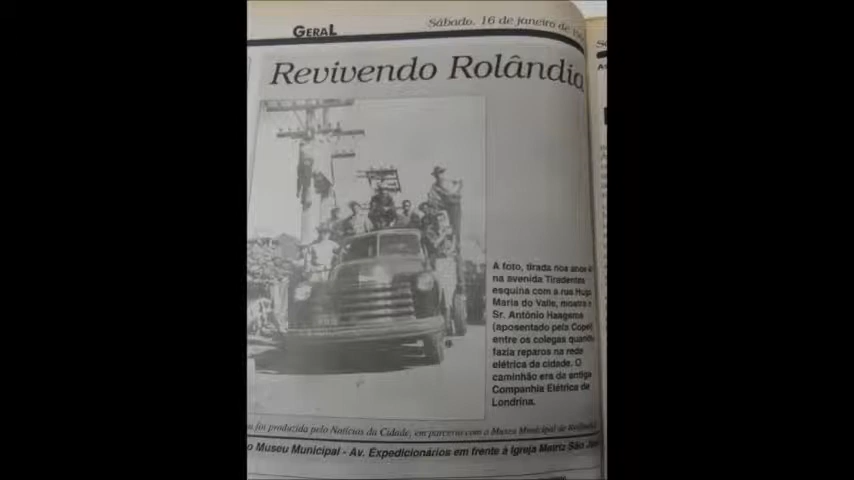 GERAL
Sábado, 16 de janeiro de
Revivendo Rolândia
A foto, tirada nos anos
na avenida Tiradentes
esquina com a rua Hugo
Maria do Valle, mostra o
Sr. Antônio Haagema
(aposentado pela Copel)
entre os colegas quando
fazia reparos na rede
elétrica da cidade. O
caminhão era da antiga
Companhia Elétrica de
Londrina.
foi produzida pelo Notícias da Cidade, em parceria com o Museu Municipal de Rolândia
o Museu Municipal - Av. Expedicionários em frente à Igreja Matriz São